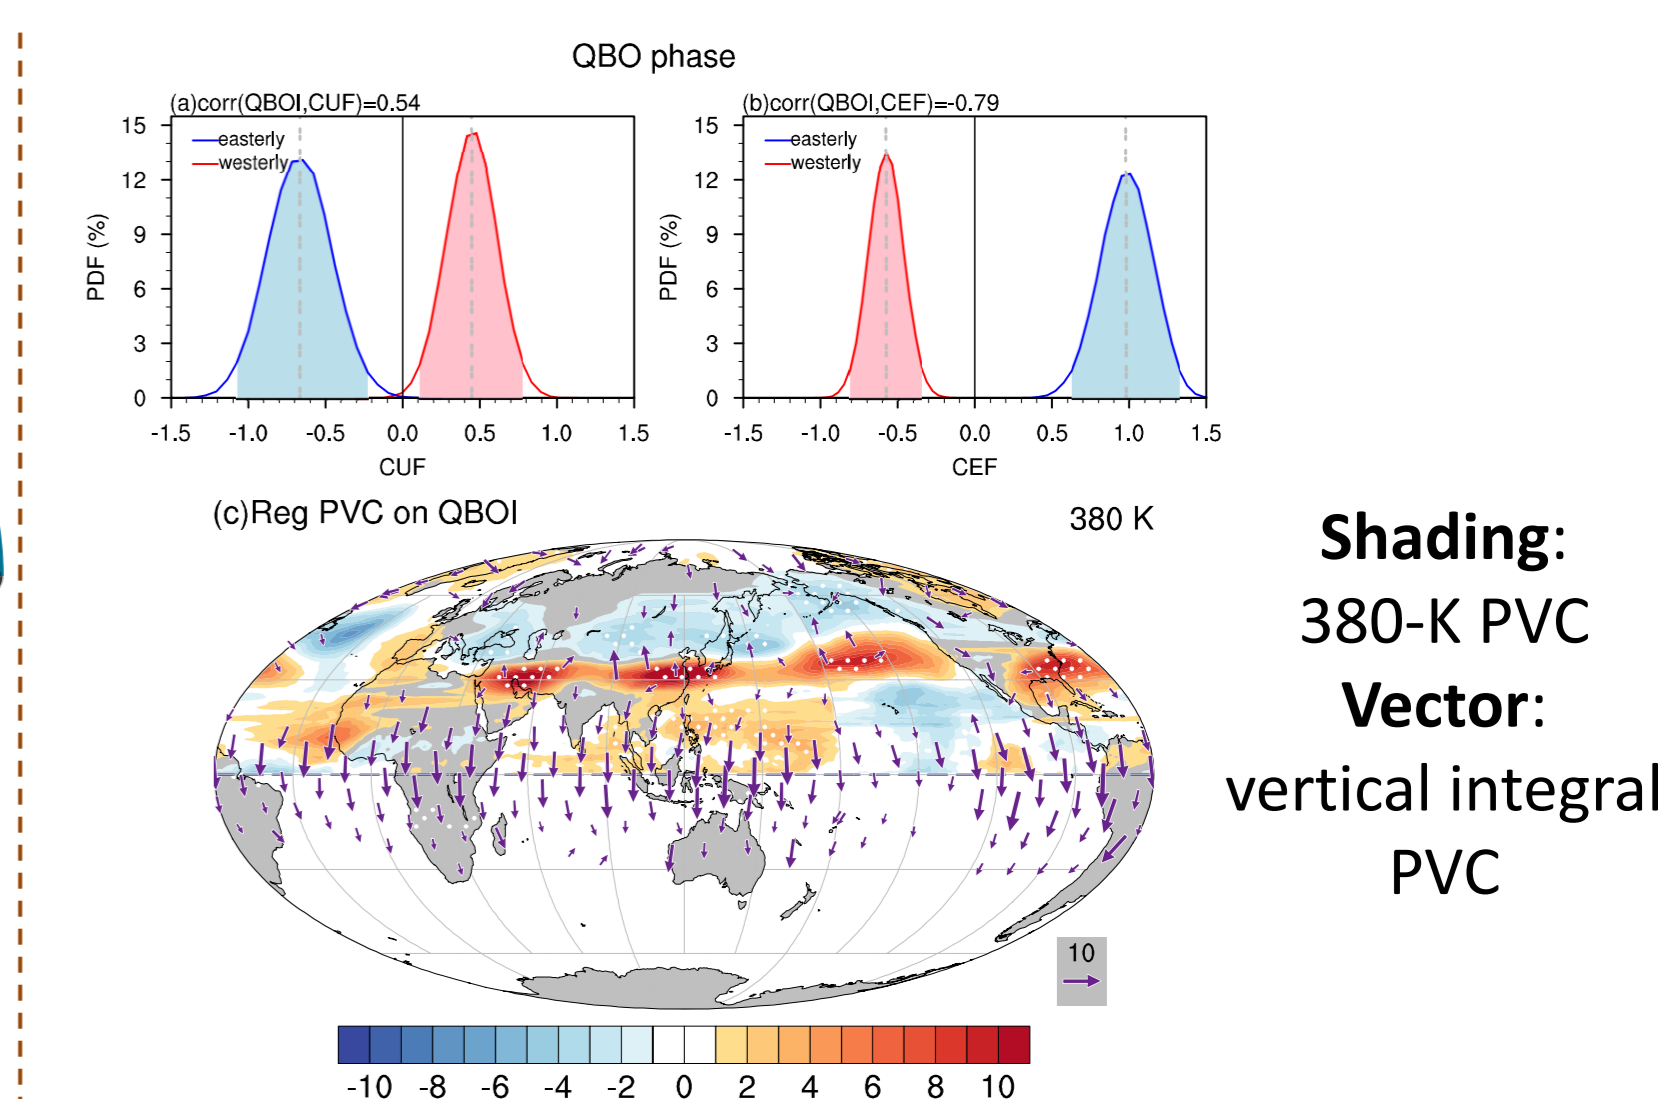 QBO phase
(a)corr(QBOI,CUF)=0.54
15
12
9
6
3
0
PDF (%)
easterly
westerly
-1.5 -1.0 -0.5 0.0 0.5 1.0 1.5
CUF
(b)corr(QBOI,CEF)=-0.79
15
12
9
6
3
0
PDF (%)
easterly
westerly
-1.5 -1.0 -0.5 0.0 0.5 1.0 1.5
CEF
(c)Reg PVC on QBOI 380 K
10
-10 -8 -6 -4 -2 0 2 4 6 8 10
Shading:
380-K PVC
Vector:
vertical integral
PVC